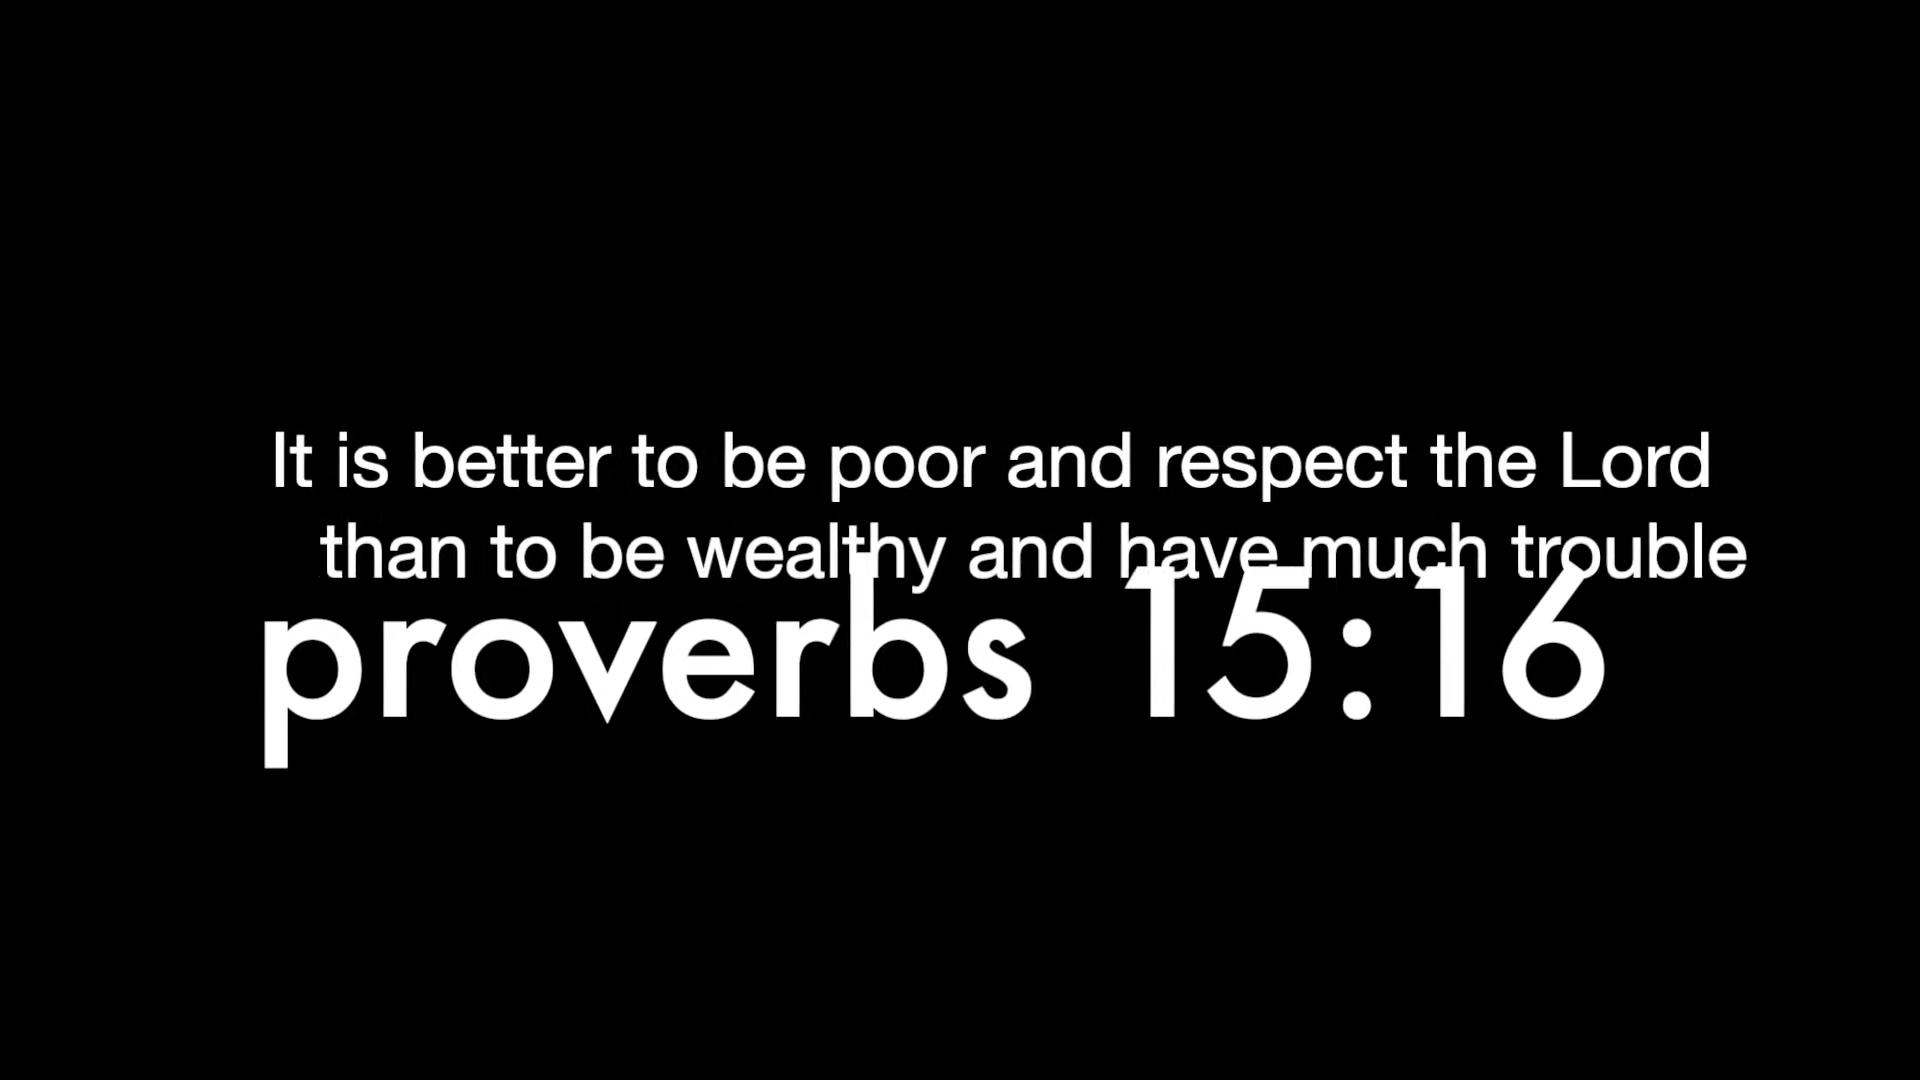 It is better to be poor and respect the Lord
than to be wealthy and have much trouble
proverbs 15:16